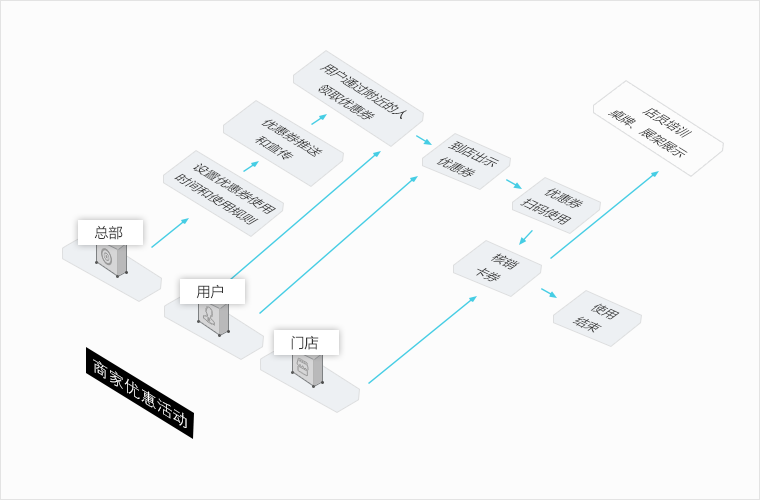 用户通过附近的人
领取优惠券
优惠券推送
和宣传
设置优惠券使用
时间和使用规则
到店出示
优惠券
优惠券
扫码使用
核销
卡券
使用
结束
店员培训
桌牌、展架展示
总部
用户
门店
商家优惠活动